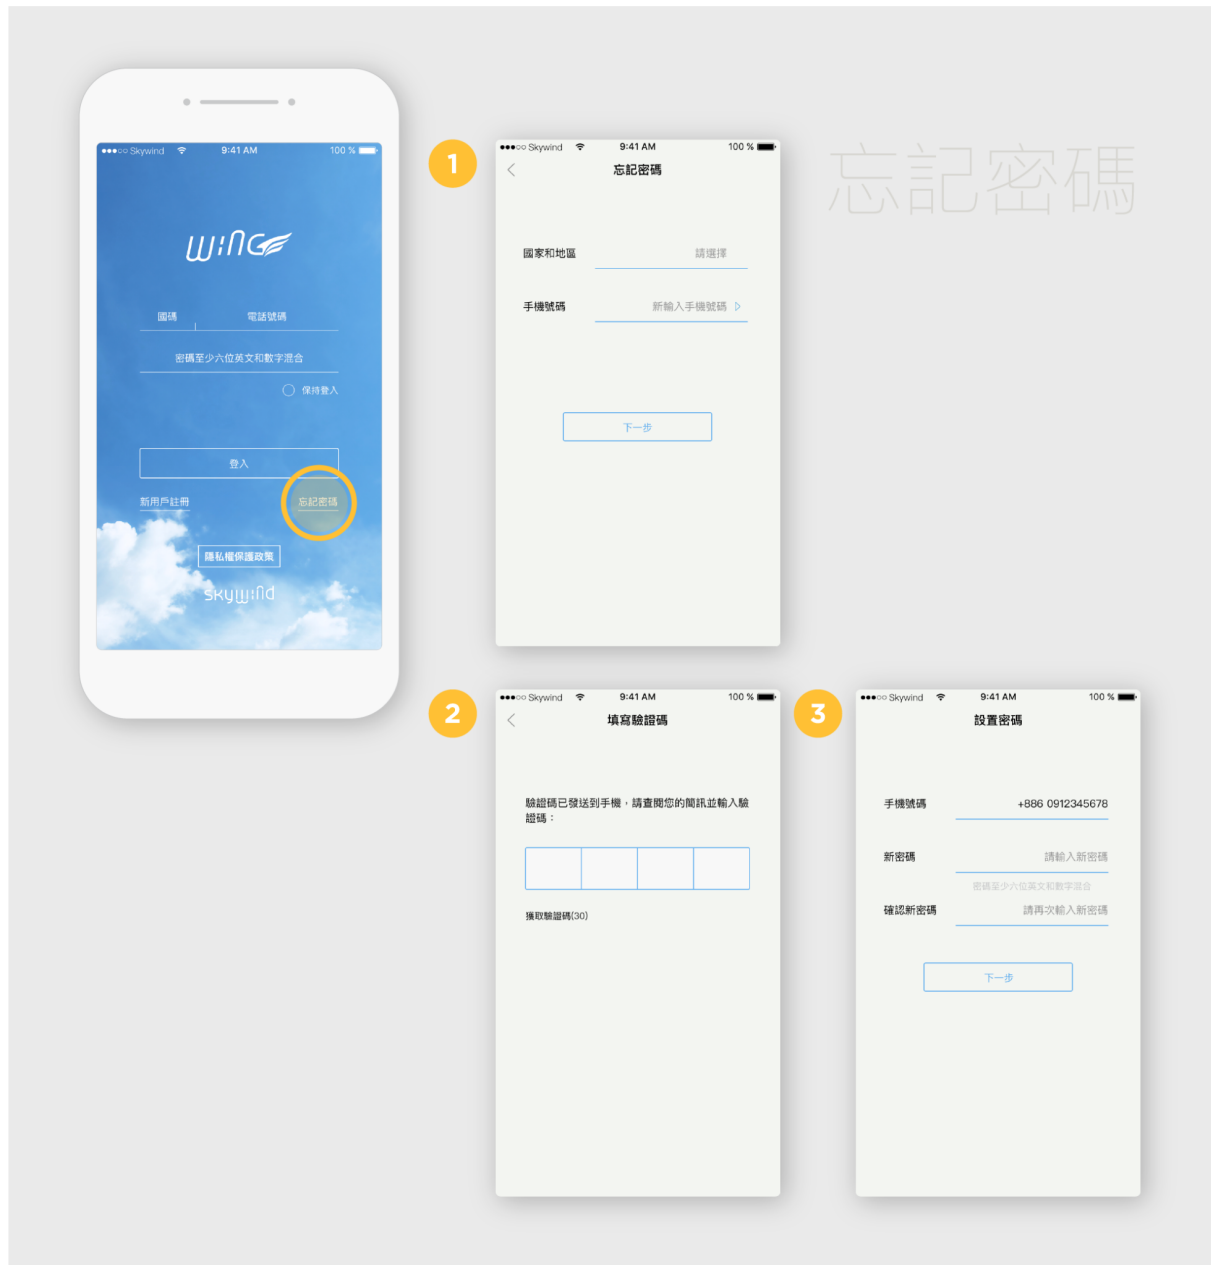 Skywind 9:41 AM 100 %
WING
國碼 電話號碼
密碼至少六位英文和數字混合
保持登入
登入
新用戶註冊 忘記密碼
隱私權保護政策
skywind
1
Skywind 9:41 AM 100 %
忘記密碼
國家和地區 請選擇
手機號碼 新輸入手機號碼
下一步
忘記密碼
2
Skywind 9:41 AM 100 %
填寫驗證碼
驗證碼已發送到手機，請查閱您的簡訊並輸入驗
證碼：
獲取驗證碼(30)
3
Skywind 9:41 AM 100 %
設置密碼
手機號碼 +886 0912345678
新密碼 請輸入新密碼
密碼至少六位英文和數字混合
確認新密碼 請再次輸入新密碼
下一步